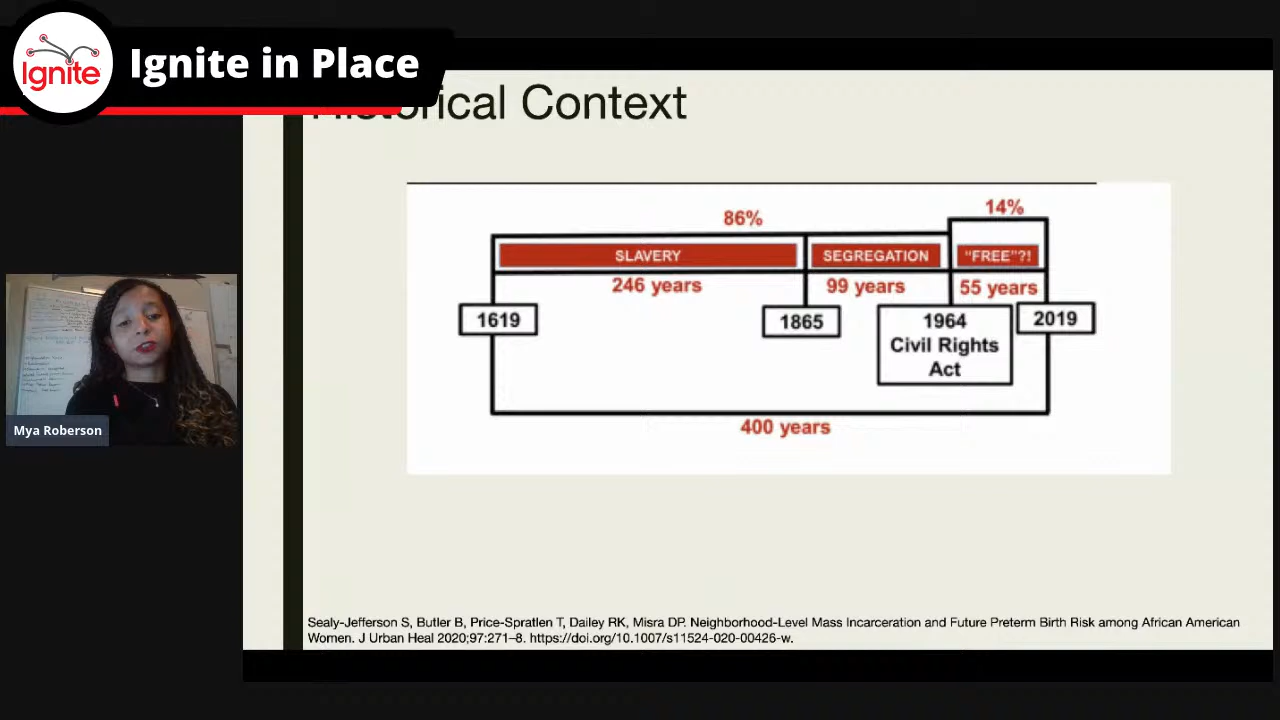 Ignite
Ignite in Place
Historical Context
86%
14%
SLAVERY
SEGREGATION
"FREE"?!
246 years
99 years
55 years
1619
1865
1964
Civil Rights
Act
2019
400 years
Mya Roberson
Sealy-Jefferson S, Butler B, Price-Spratlen T, Dailey RK, Misra DP. Neighborhood-Level Mass Incarceration and Future Preterm Birth Risk among African American
Women. J Urban Heal 2020;97:271–8. https://doi.org/10.1007/s11524-020-00426-w.